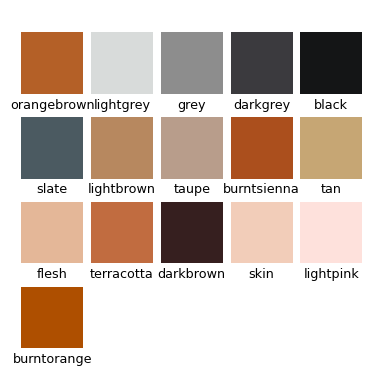 orangebrown lightgrey grey darkgrey black
slate lightbrown taupe burntsienna tan
flesh terracotta darkbrown skin lightpink
burntorange